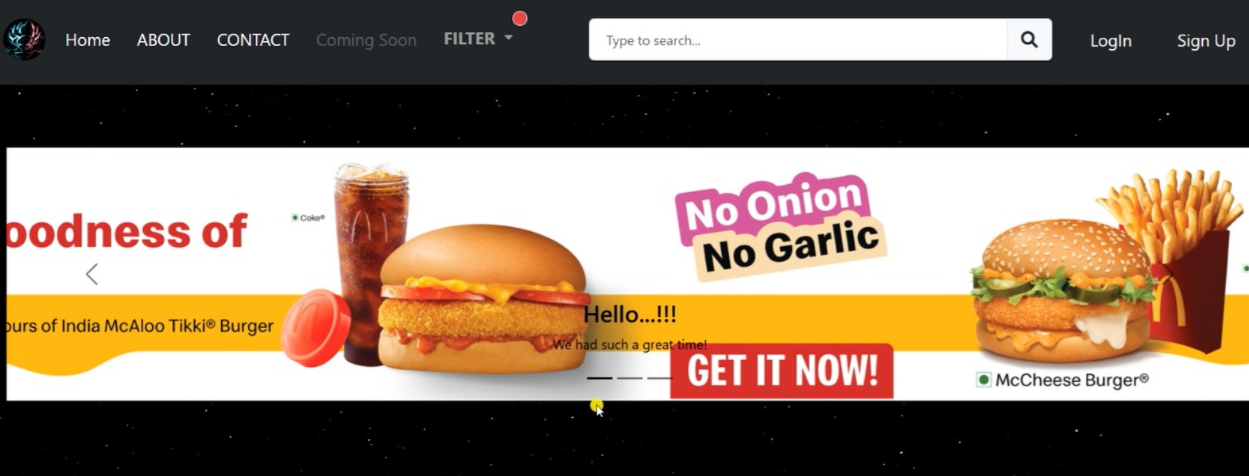 Home ABOUT CONTACT Coming Soon FILTER Type to search... LogIn Sign Up
oodness of
Coke®
ours of India McAloo Tikki® Burger
No Onion
No Garlic
Hello...!!!
We had such a great time!
GET IT NOW!
McCheese Burger®